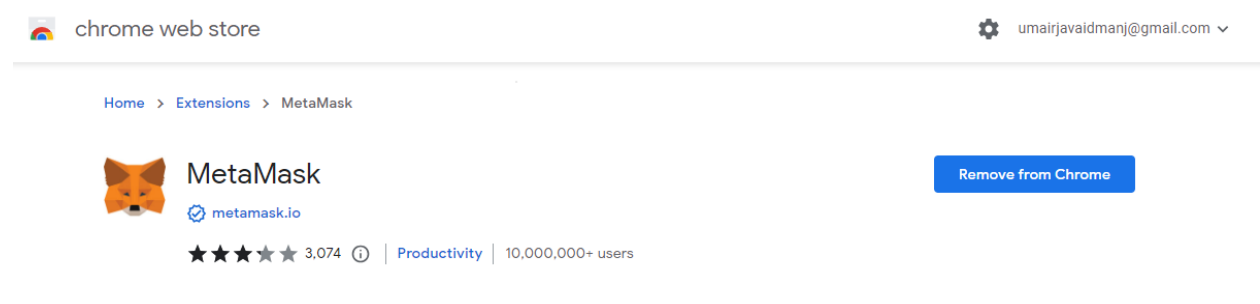 chrome web store umairjavaidmanj@gmail.com
Home > Extensions > MetaMask
MetaMask
Remove from Chrome
metamask.io
3,074 Productivity 10,000,000+ users